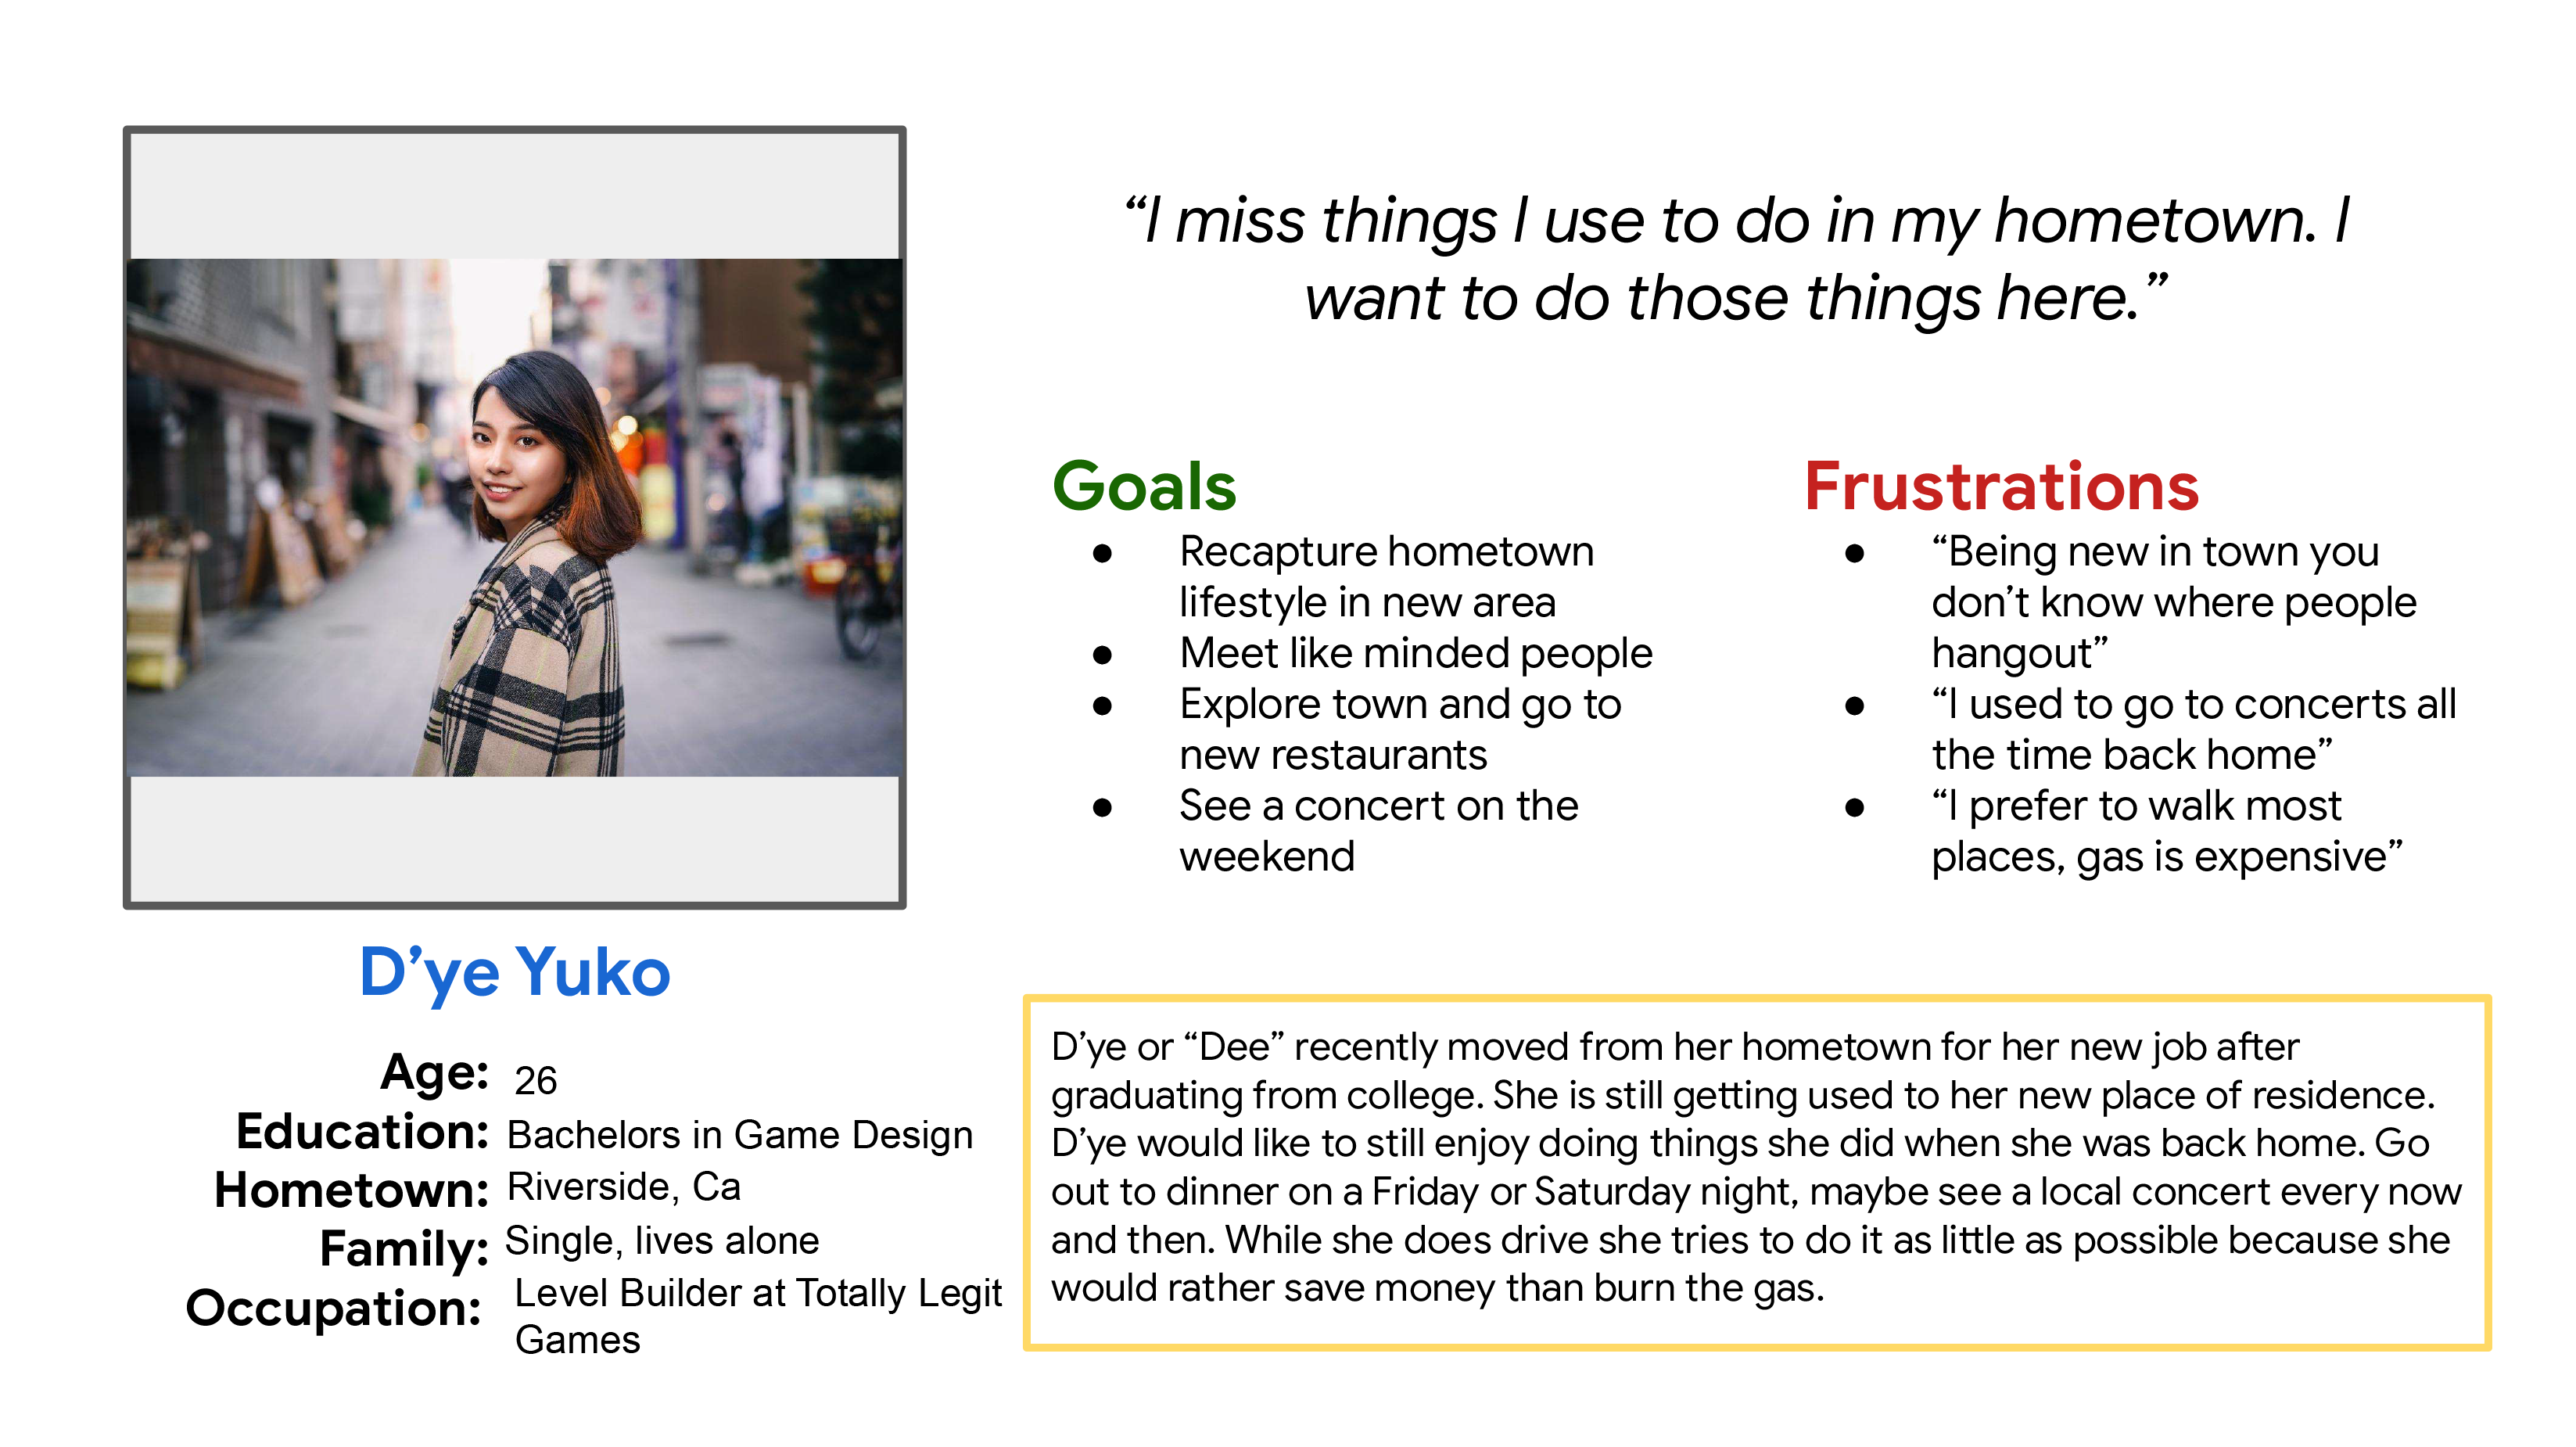 “I miss things I use to do in my hometown. I
want to do those things here.”
Goals
● Recapture hometown
lifestyle in new area
● Meet like minded people
● Explore town and go to
new restaurants
● See a concert on the
weekend
Frustrations
● “Being new in town you
don’t know where people
hangout”
● “I used to go to concerts all
the time back home”
● “I prefer to walk most
places, gas is expensive”
D’ye Yuko
Age: 26
Education: Bachelors in Game Design
Hometown: Riverside, Ca
Family: Single, lives alone
Occupation: Level Builder at Totally Legit
Games
D’ye or “Dee” recently moved from her hometown for her new job after
graduating from college. She is still getting used to her new place of residence.
D’ye would like to still enjoy doing things she did when she was back home. Go
out to dinner on a Friday or Saturday night, maybe see a local concert every now
and then. While she does drive she tries to do it as little as possible because she
would rather save money than burn the gas.